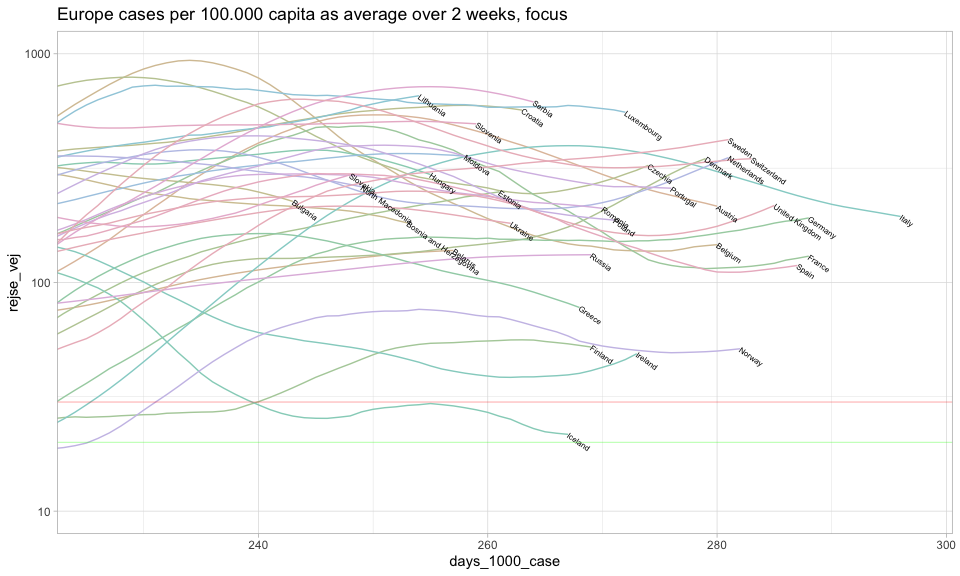 Europe cases per 100.000 capita as average over 2 weeks, focus
1000
Lithuania
Serbia
Croatia
Luxembourg
Slovenia
Sweden
Moldova
Switzerland
Denmark
Netherlands
Czechia
Slovakia
Hungary
North Macedonia
Portugal
Estonia
Bulgaria
Austria
Romania
Poland
United Kingdom
Germany
Italy
Ukraine
Bosnia and Herzegovina
Belarus
Belgium
Russia
France
Spain
100
rejse_vej
Greece
Finland
Ireland
Norway
Iceland
10
240
260
280
300
days_1000_case